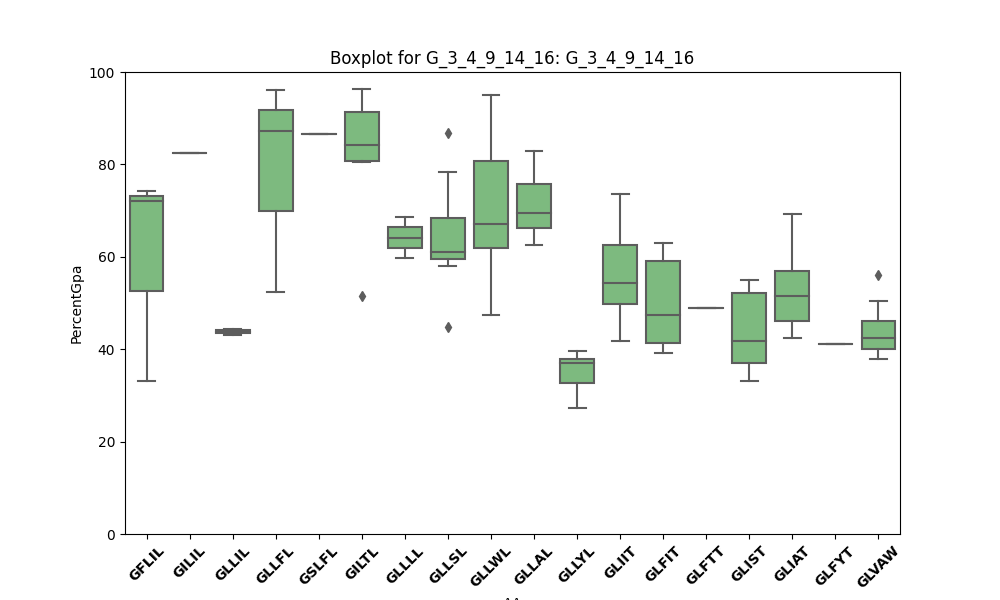 Boxplot for G_3_4_9_14_16: G_3_4_9_14_16
PercentGpa
100
80
60
40
20
0
GFLIL
GILIL
GLLIL
GLLFL
GSLFL
GILTL
GLLLL
GLLSL
GLLWL
GLLAL
GLLYL
GLIIT
GLFIT
GLFTT
GLIST
GLIAT
GLFYT
GLVAW